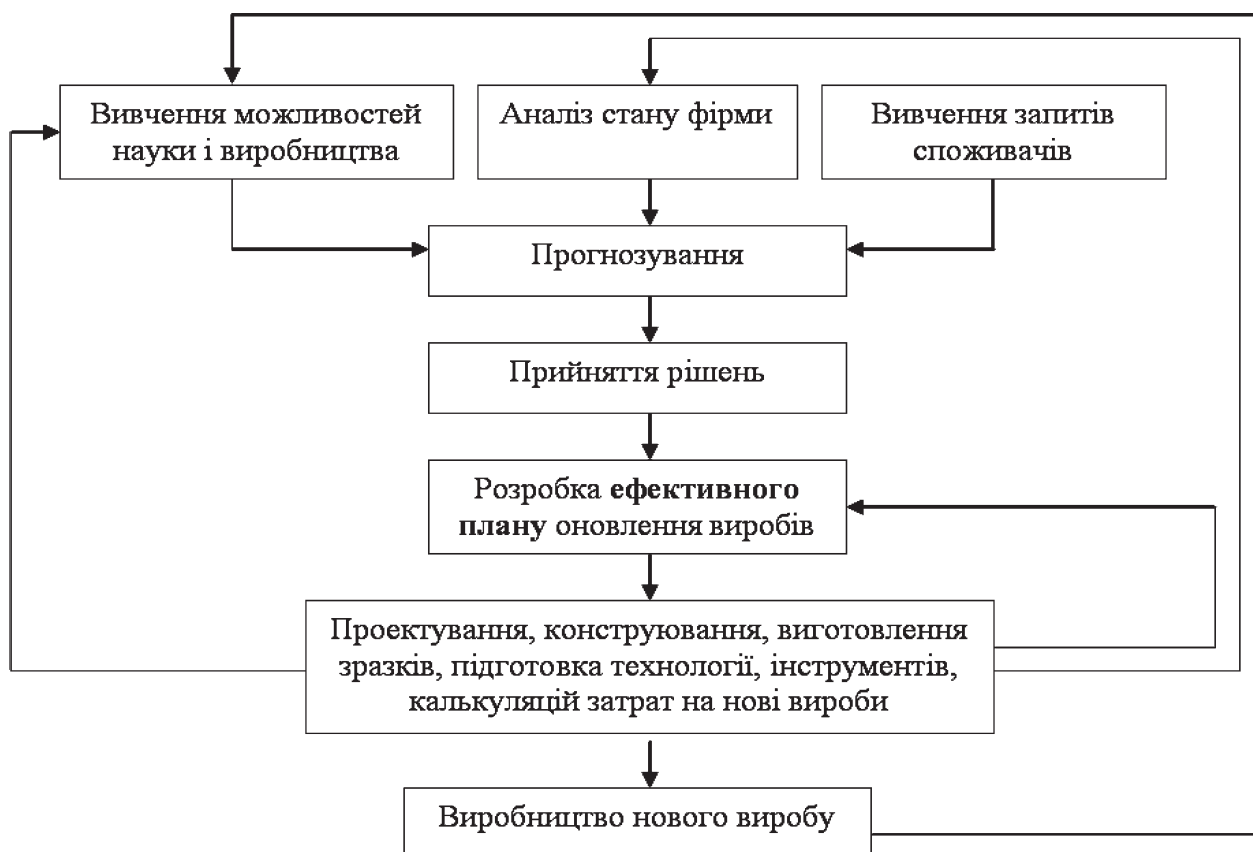 Вивчення можливостей
науки і виробництва
Аналіз стану фірми
Вивчення запитів
споживачів
Прогнозування
Прийняття рішень
Розробка ефективного
плану оновлення виробів
Проектування, конструювання, виготовлення
зразків, підготовка технології, інструментів,
калькуляцій затрат на нові вироби
Виробництво нового виробу